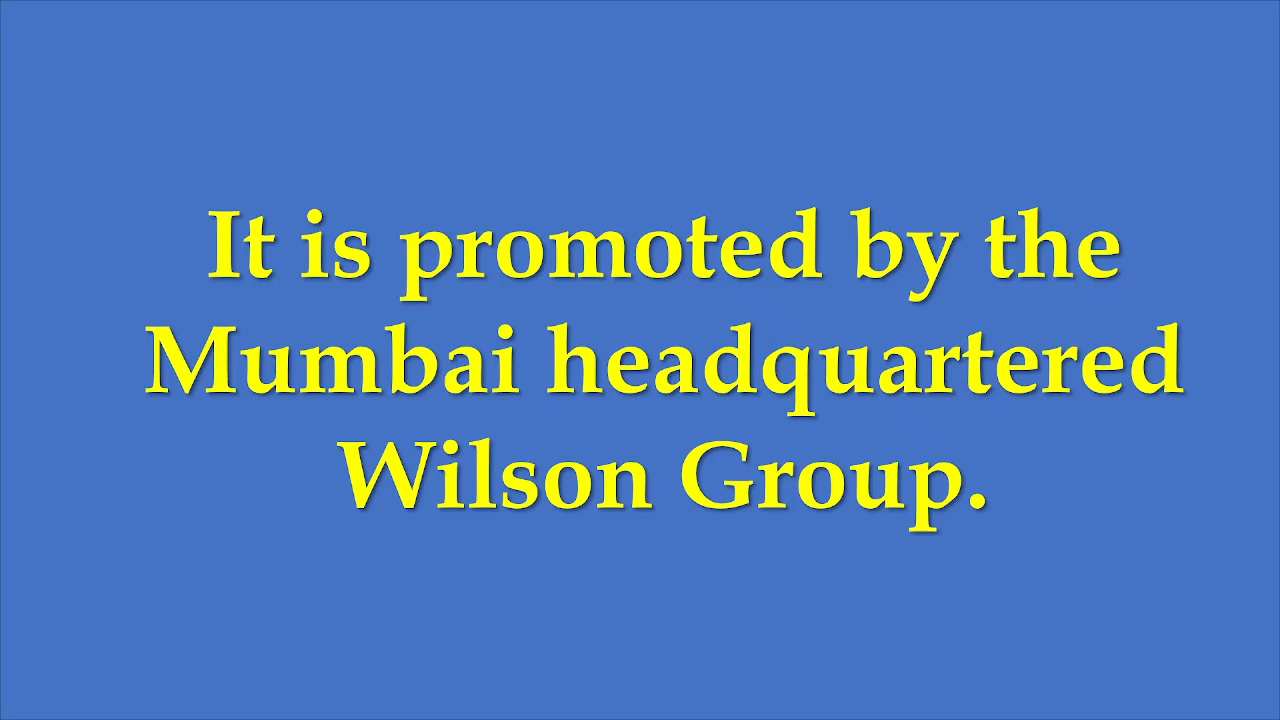 It is promoted by the
Mumbai headquartered
Wilson Group.